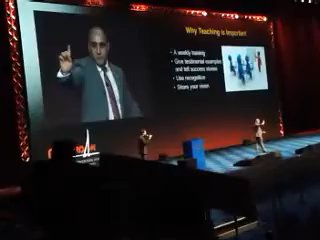 Why Teaching is Important
• A weekly training
• Give testimonial examples
and tell success stories
• Use recognition
• Share your vision